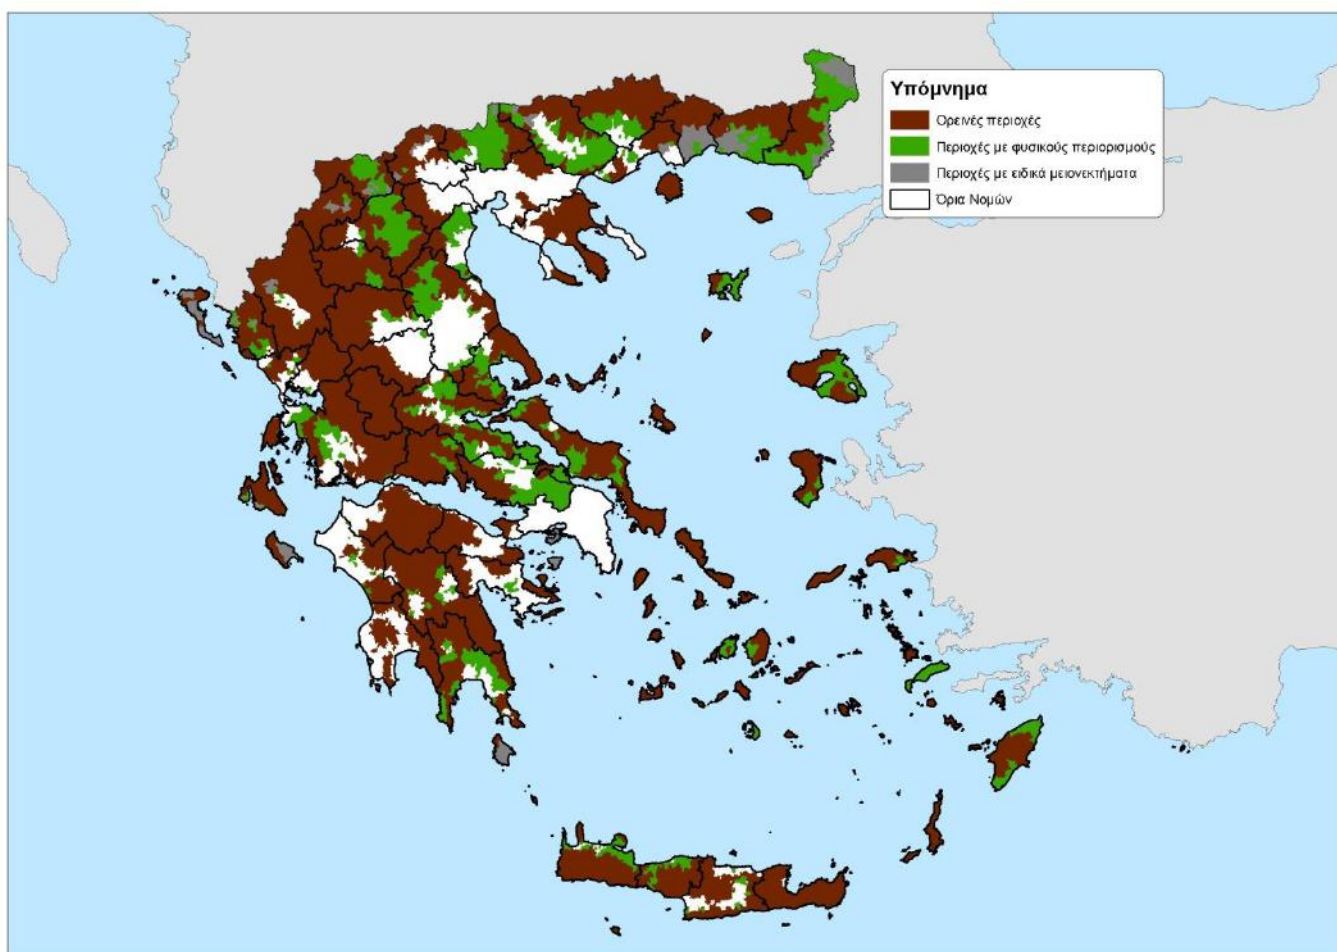 Υπόμνημα
Ορεινές περιοχές
Περιοχές με φυσικούς περιορισμούς
Περιοχές με ειδικά μειονεκτήματα
Όρια Νομών